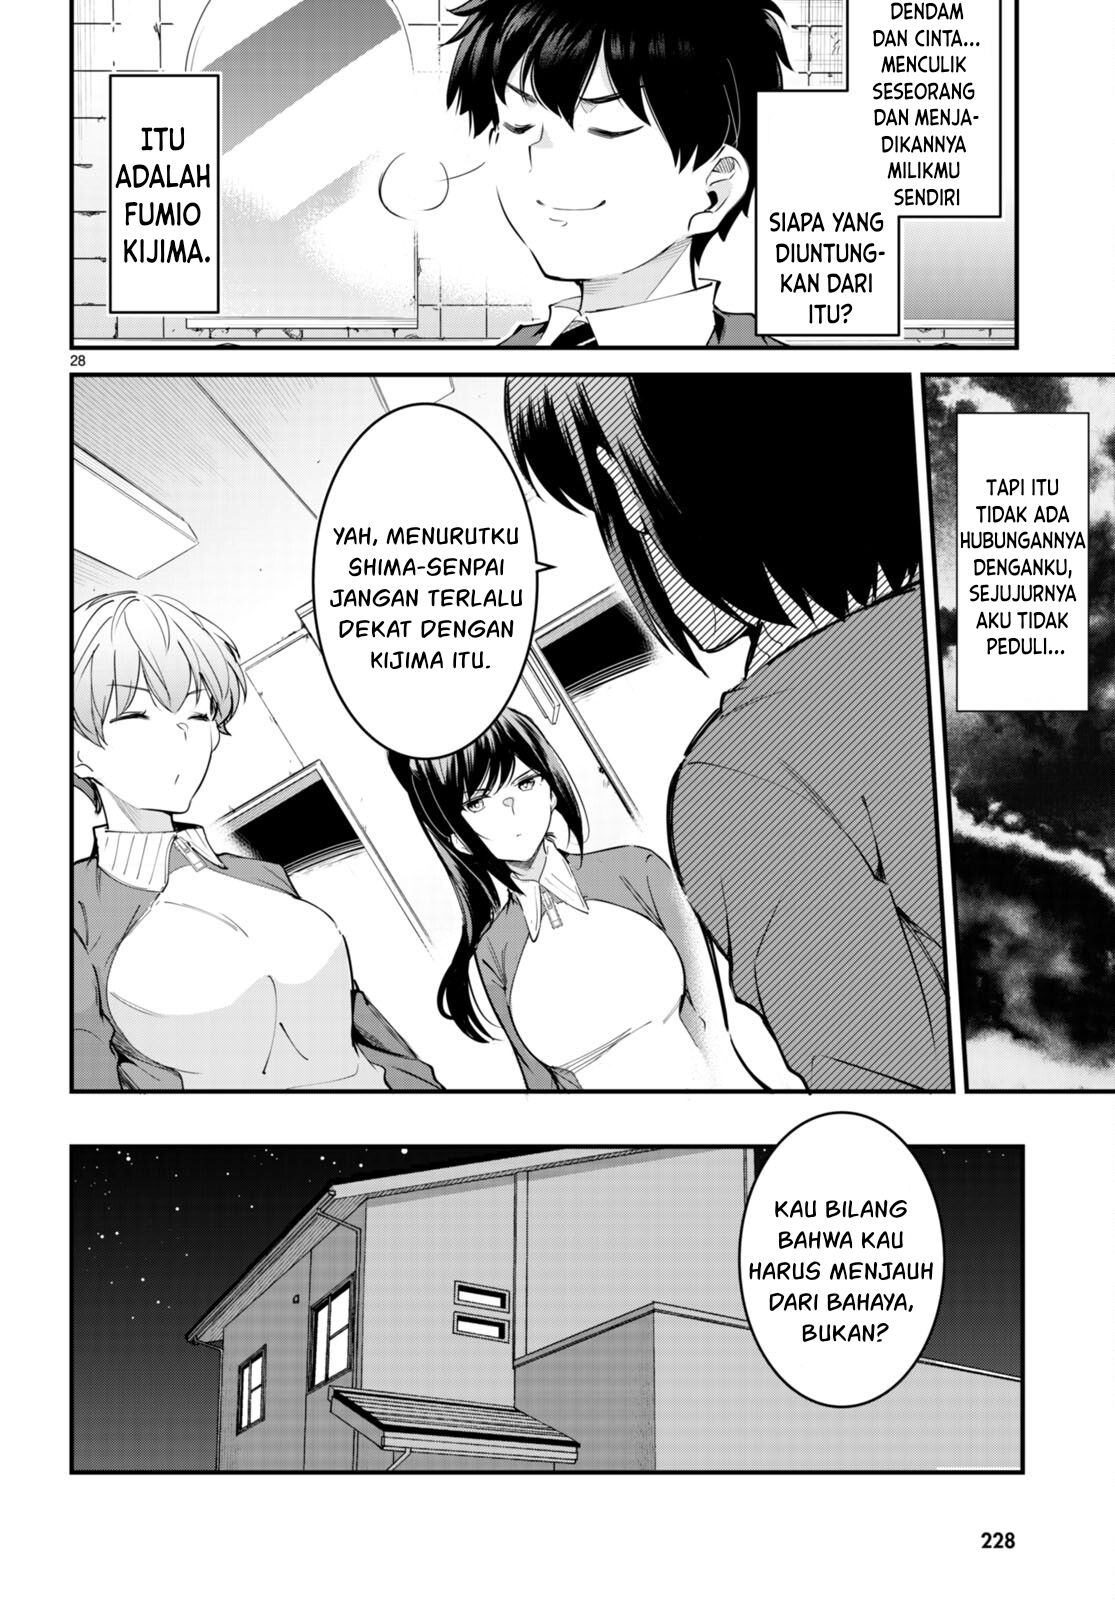 DENDAM
DAN CINTA...
MENCULIK
SESEORANG
DAN MENJA-
DIKANNYA
MILIKMU
SENDIRI
SIAPA YANG
DIUNTUNG-
KAN DARI
ITU?
ITU
ADALAH
FUMIO
KIJIMA.
28
TAPI ITU
TIDAK ADA
HUBUNGANNYA
DENGANKU,
SEJUJURNYA
AKU TIDAK
PEDULI...
YAH, MENURUTKU
SHIMA-SENPAI
JANGAN TERLALU
DEKAT DENGAN
KIJIMA ITU.
KAU BILANG
BAHWA KAU
HARUS MENJAUH
DARI BAHAYA,
BUKAN?
228